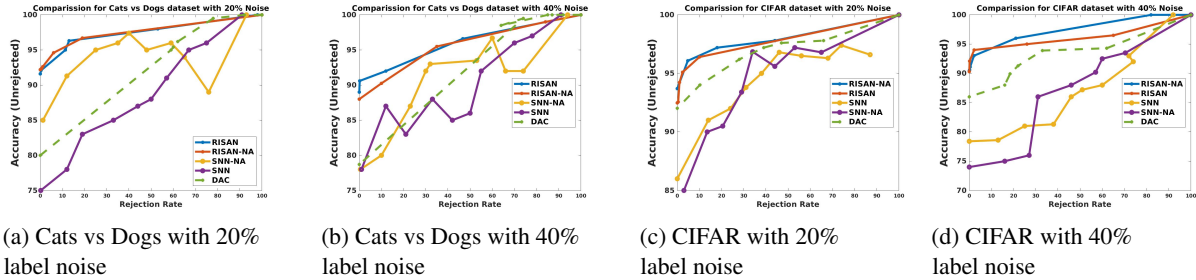 Comparission for Cats vs Dogs dataset with 20% Noise
100
95
90
85
80
75
Accuracy (Unrejected)
RISAN
RISAN-NA
SNN-NA
SNN
DAC
0 10 20 30 40 50 60 70 80 90 100
Rejection Rate
(a) Cats vs Dogs with 20%
label noise
Comparission for Cats vs Dogs dataset with 40% Noise
100
95
90
85
80
75
Accuracy (Unrejected)
RISAN-NA
RISAN
SNN-NA
SNN
DAC
0 10 20 30 40 50 60 70 80 90 100
Rejection Rate
(b) Cats vs Dogs with 40%
label noise
Comparission for CIFAR dataset with 20% Noise
100
95
90
85
Accuracy (Unrejected)
RISAN-NA
RISAN
SNN
SNN-NA
DAC
0 10 20 30 40 50 60 70 80 90 100
Rejection Rate
(c) CIFAR with 20%
label noise
Comparission for CIFAR dataset with 40% Noise
100
95
90
85
80
75
70
Accuracy (Unrejected)
RISAN-NA
RISAN
SNN
SNN-NA
DAC
0 10 20 30 40 50 60 70 80 90 100
Rejection Rate
(d) CIFAR with 40%
label noise